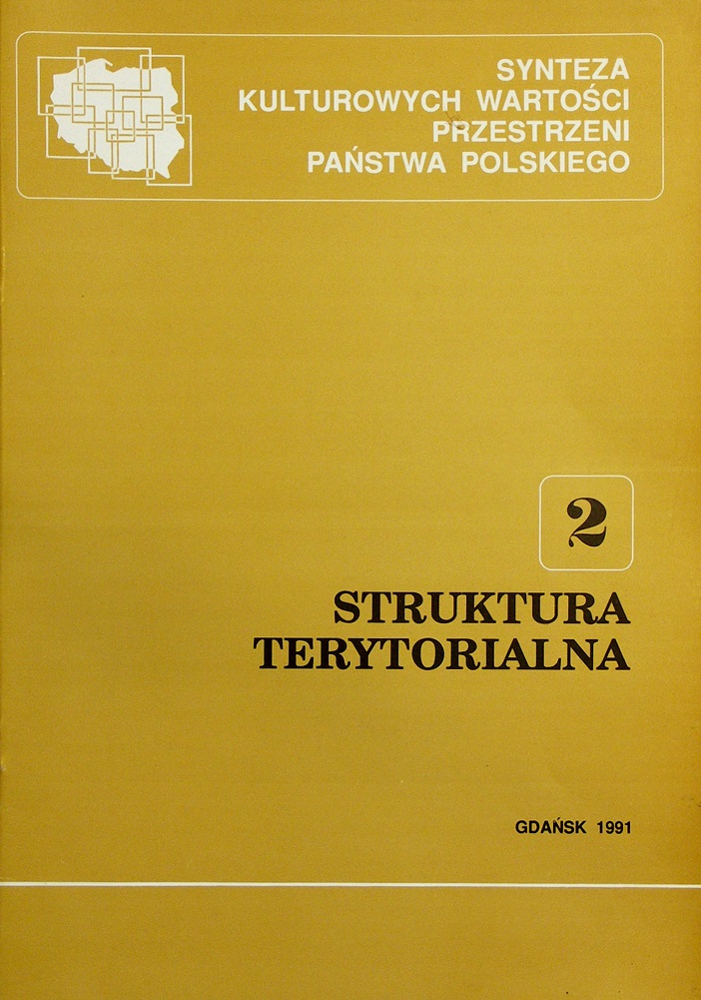 SYNTEZA
KULTUROWYCH WARTOŚCI
PRZESTRZENI
PAŃSTWA POLSKIEGO
2
STRUKTURA
TERYTORIALNA
GDAŃSK 1991